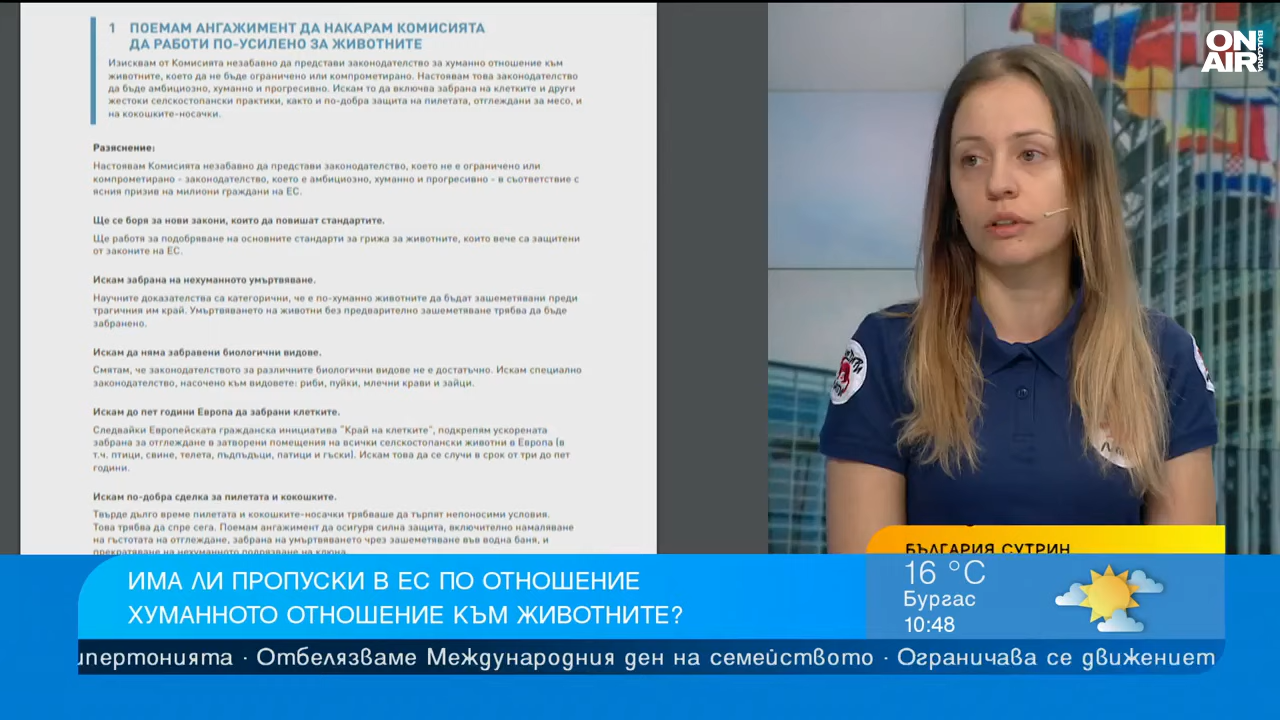 1 ПОЕМАМ АНГАЖИМЕНТ ДА НАКАРАМ КОМИСИЯТА
ДА РАБОТИ ПО-УСИЛЕНО ЗА ЖИВОТНИТЕ
Изисквам от Комисията незабавно да представи законодателство за хуманно отношение към
животните, което да не бъде ограничено или компрометирано. Настоявам това законодателство
да бъде амбициозно, хуманно и прогресивно. Искам то да включва забрана на клетките и други
жестоки селскостопански практики, както и по-добра защита на пилетата, отглеждани за месо, и
на кокошките-носачки.
Разяснение:
Настоявам Комисията незабавно да представи законодателство, което не е ограничено или
компрометирано - законодателство, което е амбициозно, хуманно и прогресивно - в съответствие с
ясния призив на милиони граждани на ЕС.
Ще се боря за нови закони, които да повишат стандартите.
Ще работя за подобряване на основните стандарти за грижа за животните, които вече са защитени
от законите на ЕС.
Искам забрана на нехуманното умъртвяване.
Научните доказателства са категорични, че е по-хуманно животните да бъдат зашеметявани преди
трагичния им край. Умъртвяването на животни без предварително зашеметяване трябва да бъде
забранено.
Искам да няма забравени биологични видове.
Смятам, че законодателството за различните биологични видове не е достатъчно. Искам специално
законодателство, насочено към видовете: риби, пуйки, млечни крави и зайци.
Искам до пет години Европа да забрани клетките.
Следвайки Европейската гражданска инициатива "Край на клетките", подкрепям ускорената
забрана за отглеждане в затворени помещения на всички селскостопански животни в Европа (в
т.ч. птици, свине, телета, пъдпъдъци, патици и гъски). Искам това да се случи в срок от три до пет
години.
Искам по-добра сделка за пилетата и кокошките.
Твърде дълго време пилетата и кокошките-носачки трябваше да търпят непоносими условия.
Това трябва да спре сега. Поемам ангажимент да осигуря силна защита, включително намаляване
на гъстотата на отглеждане, забрана на умъртвяването чрез зашеметяване във водна баня, и
прекратяване на нехуманното подрязване на клюна.
ON
AIR
BULGARIA
БЪЛГАРИЯ СУТРИН
16 °C
Бургас
10:48
ИМА ЛИ ПРОПУСКИ В ЕС ПО ОТНОШЕНИЕ
ХУМАННОТО ОТНОШЕНИЕ КЪМ ЖИВОТНИТЕ?
ипертонията · Отбелязваме Международния ден на семейството · Ограничава се движениет